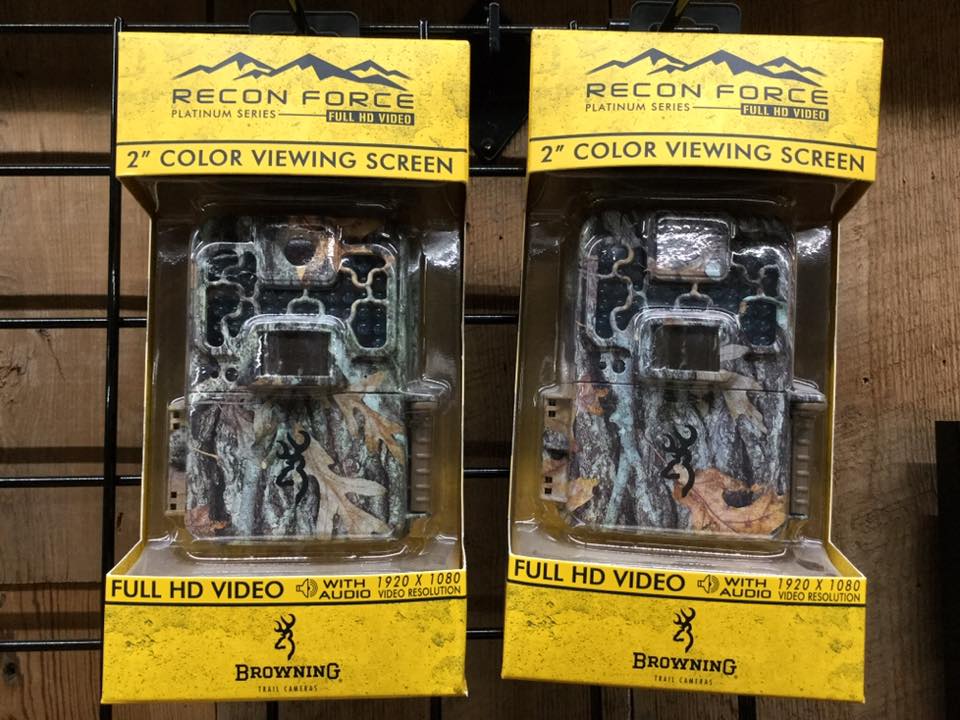 RECON FORCE
PLATINUM SERIES FULL HD VIDEO
2" COLOR VIEWING SCREEN
FULL HD VIDEO WITH AUDIO 1920 X 1080 VIDEO RESOLUTION
BROWNING®
TRAIL CAMERAS
RECON FORCE
PLATINUM SERIES FULL HD VIDEO
2" COLOR VIEWING SCREEN
FULL HD VIDEO WITH AUDIO 1920 X 1080 VIDEO RESOLUTION
BROWNING®
TRAIL CAMERAS